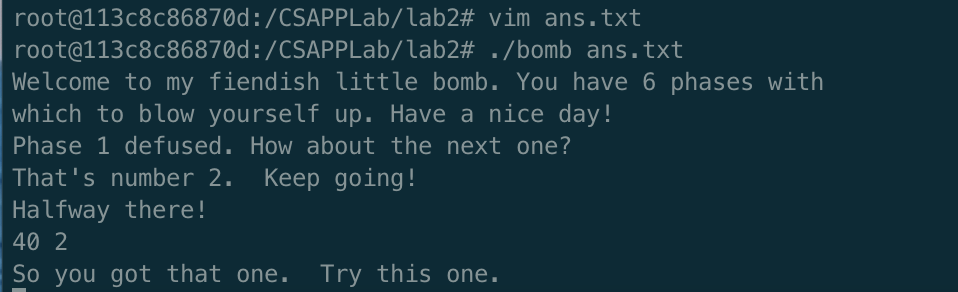 root@113c8c86870d:/CSAPPLab/lab2# vim ans.txt
root@113c8c86870d:/CSAPPLab/lab2# ./bomb ans.txt
Welcome to my fiendish little bomb. You have 6 phases with
which to blow yourself up. Have a nice day!
Phase 1 defused. How about the next one?
That's number 2.  Keep going!
Halfway there!
40 2
So you got that one.  Try this one.